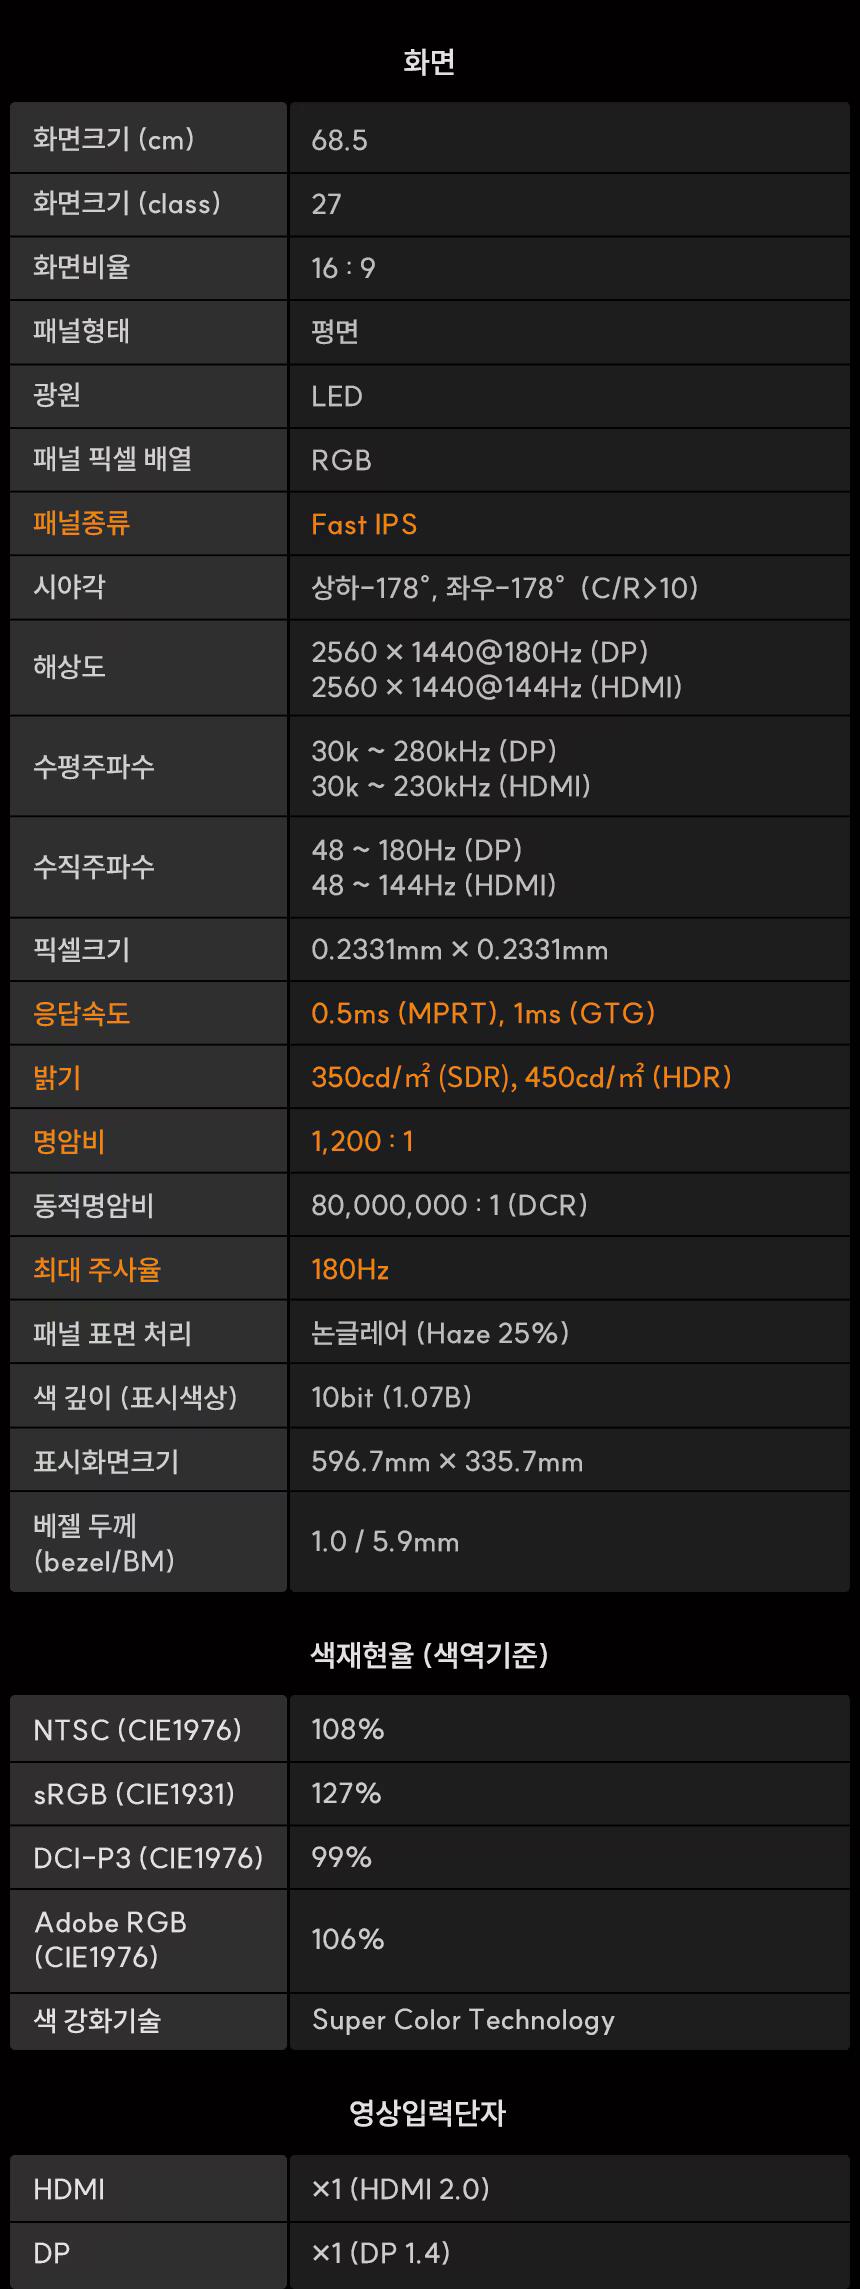 화면
화면크기 (cm) 68.5
화면크기 (class) 27
화면비율 16 : 9
패널형태 평면
광원 LED
패널 픽셀 배열 RGB
패널종류 Fast IPS
시야각 상하-178°, 좌우-178° (C/R>10)
해상도
2560 × 1440@180Hz (DP)
2560 × 1440@144Hz (HDMI)
수평주파수
30k ~ 280kHz (DP)
30k ~ 230kHz (HDMI)
수직주파수
48 ~ 180Hz (DP)
48 ~ 144Hz (HDMI)
픽셀크기 0.2331mm × 0.2331mm
응답속도 0.5ms (MPRT), 1ms (GTG)
밝기 350cd/㎡ (SDR), 450cd/㎡ (HDR)
명암비 1,200 : 1
동적명암비 80,000,000 : 1 (DCR)
최대 주사율 180Hz
패널 표면 처리 논글레어 (Haze 25%)
색 깊이 (표시색상) 10bit (1.07B)
표시화면크기 596.7mm × 335.7mm
베젤 두께
(bezel/BM)
1.0 / 5.9mm
색재현율 (색역기준)
NTSC (CIE1976) 108%
sRGB (CIE1931) 127%
DCI-P3 (CIE1976) 99%
Adobe RGB
(CIE1976)
106%
색 강화기술 Super Color Technology
영상입력단자
HDMI ×1 (HDMI 2.0)
DP ×1 (DP 1.4)